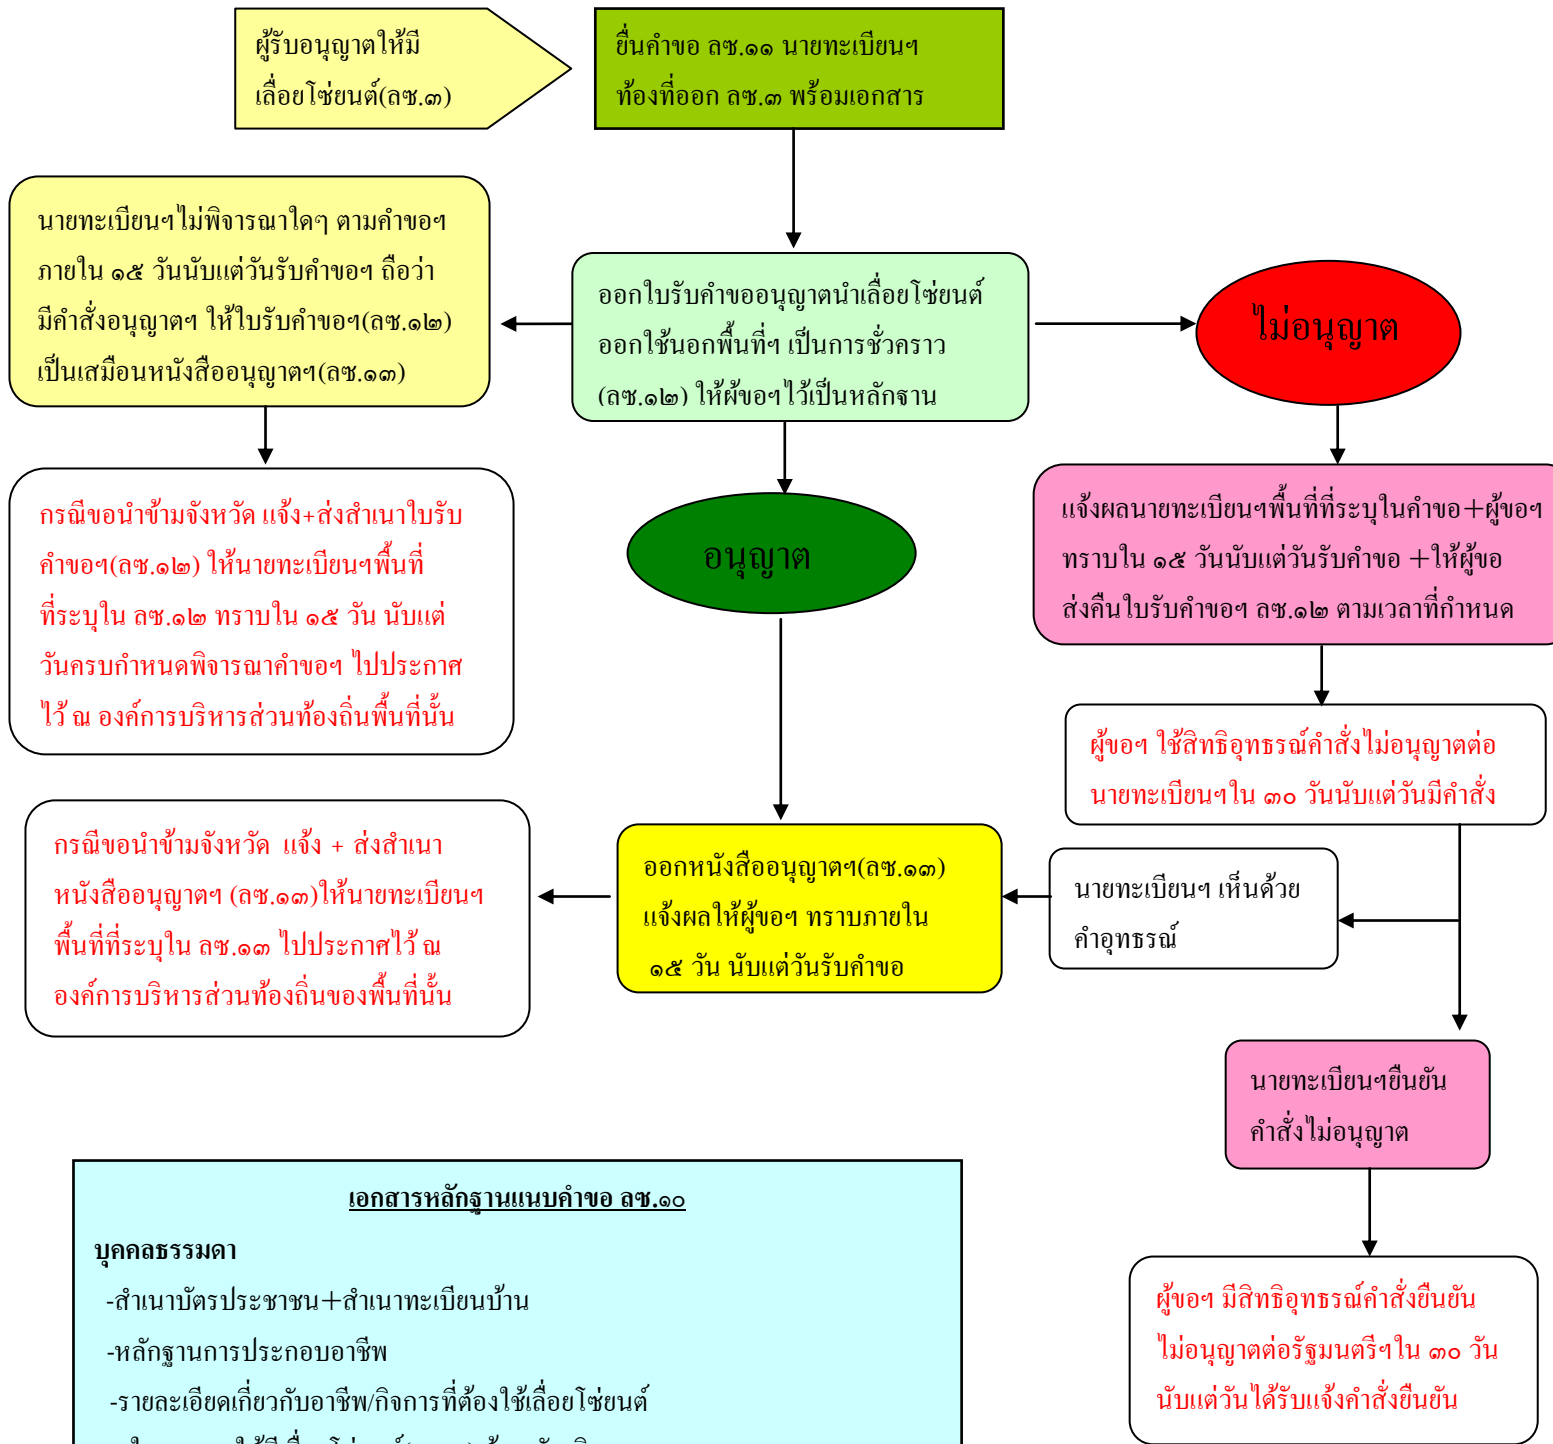 ผู้รับอนุญาตให้มี
เลื่อยโซ่ยนต์(ลซ.๓)
ยื่นคำขอ ลซ.๑๑ นายทะเบียนฯ
ท้องที่ออก ลซ.๓ พร้อมเอกสาร
นายทะเบียนฯไม่พิจารณาใดๆ ตามคำขอฯ
ภายใน ๑๕ วันนับแต่วันรับคำขอฯ ถือว่า
มีคำสั่งอนุญาตฯ ให้ใบรับคำขอฯ(ลซ.๑๒)
เป็นเสมือนหนังสืออนุญาตฯ(ลซ.๑๓)
ออกใบรับคำขออนุญาตนำเลื่อยโซ่ยนต์
ออกใช้นอกพื้นที่ฯ เป็นการชั่วคราว
(ลซ.๑๒) ให้ผู้ขอฯไว้เป็นหลักฐาน
ไม่อนุญาต
กรณีขอนำข้ามจังหวัด แจ้ง+ส่งสำเนาใบรับ
คำขอฯ(ลซ.๑๒) ให้นายทะเบียนฯพื้นที่
ที่ระบุใน ลซ.๑๒ ทราบใน ๑๕ วัน นับแต่
วันครบกำหนดพิจารณาคำขอฯ ไปประกาศ
ไว้ ณ องค์การบริหารส่วนท้องถิ่นพื้นที่นั้น
อนุญาต
แจ้งผลนายทะเบียนฯพื้นที่ที่ระบุในคำขอ+ผู้ขอฯ
ทราบใน ๑๕ วันนับแต่วันรับคำขอ +ให้ผู้ขอ
ส่งคืนใบรับคำขอฯ ลซ.๑๒ ตามเวลาที่กำหนด
ผู้ขอฯ ใช้สิทธิอุทธรณ์คำสั่งไม่อนุญาตต่อ
นายทะเบียนฯใน ๓๐ วันนับแต่วันมีคำสั่ง
กรณีขอนำข้ามจังหวัด แจ้ง + ส่งสำเนา
หนังสืออนุญาตฯ (ลซ.๑๓)ให้นายทะเบียนฯ
พื้นที่ที่ระบุใน ลซ.๑๓ ไปประกาศไว้ ณ
องค์การบริหารส่วนท้องถิ่นของพื้นที่นั้น
ออกหนังสืออนุญาตฯ(ลซ.๑๓)
แจ้งผลให้ผู้ขอฯ ทราบภายใน
๑๕ วัน นับแต่วันรับคำขอ
นายทะเบียนฯ เห็นด้วย
คำอุทธรณ์
นายทะเบียนฯยืนยัน
คำสั่งไม่อนุญาต
ผู้ขอฯ มีสิทธิอุทธรณ์คำสั่งยืนยัน
ไม่อนุญาตต่อรัฐมนตรีฯใน ๓๐ วัน
นับแต่วันได้รับแจ้งคำสั่งยืนยัน
เอกสารหลักฐานแนบคำขอ ลซ.๑๐
บุคคลธรรมดา
-สำเนาบัตรประชาชน+สำเนาทะเบียนบ้าน
-หลักฐานการประกอบอาชีพ
-รายละเอียดเกี่ยวกับอาชีพ/กิจการที่ต้องใช้เลื่อยโซ่ยนต์